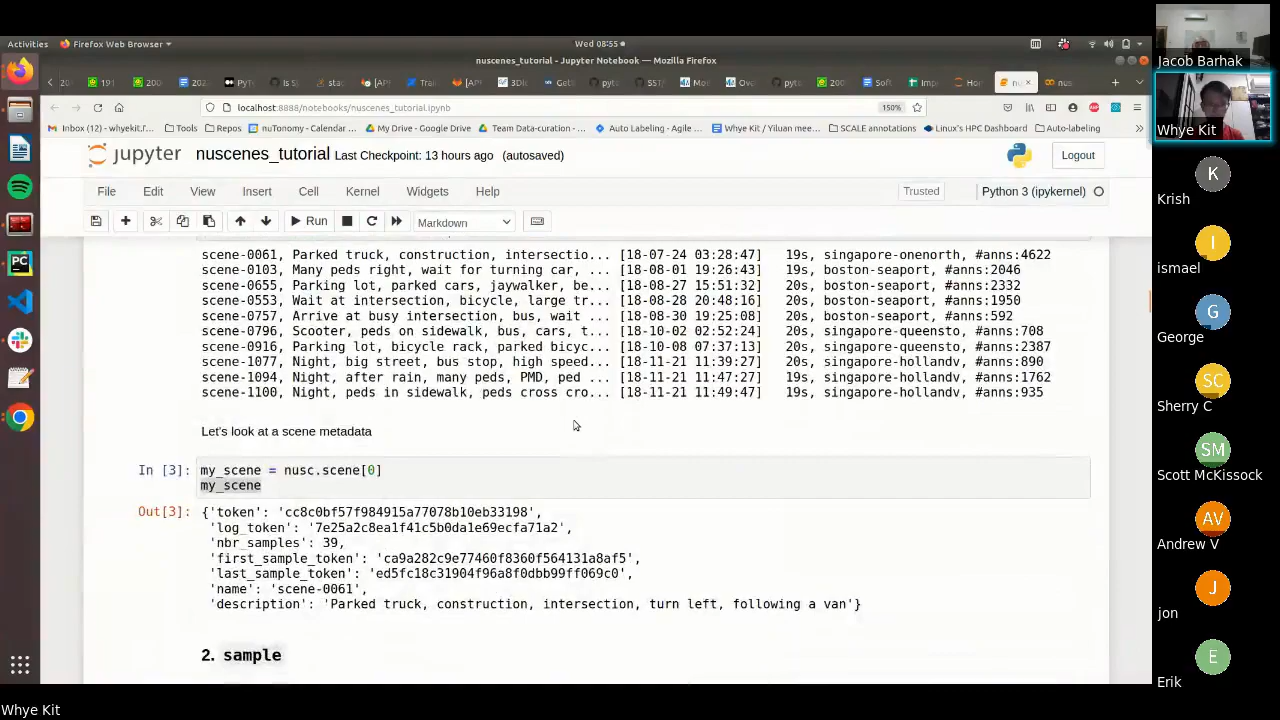 Activities
Firefox Web Browser
Wed 08:55
nuscenes_tutorial - Jupyter Notebook — Mozilla Firefox
localhost:8888/notebooks/nuscenes_tutorial.ipynb
150%
Inbox (12) - whyekit.f...
Tools
Repos
nuTonomy - Calendar ...
My Drive - Google Drive
Team Data-curation - ...
Auto Labeling - Agile ...
Whye Kit / Yiluan mee...
SCALE annotations
Linux's HPC Dashboard
Auto-labeling
jupyter
nuscenes_tutorial
Last Checkpoint: 13 hours ago
(autosaved)
Logout
File
Edit
View
Insert
Cell
Kernel
Widgets
Help
Trusted
Python 3 (ipykernel)
Run
Markdown
scene-0061, Parked truck, construction, intersectio... [18-07-24 03:28:47] 19s, singapore-onenorth, #anns:4622
scene-0103, Many peds right, wait for turning car, ... [18-08-01 19:26:43] 19s, boston-seaport, #anns:2046
scene-0655, Parking lot, parked cars, jaywalker, be... [18-08-27 15:51:32] 20s, boston-seaport, #anns:2332
scene-0553, Wait at intersection, bicycle, large tr... [18-08-28 20:48:16] 20s, boston-seaport, #anns:1950
scene-0757, Arrive at busy intersection, bus, wait ... [18-08-30 19:25:08] 20s, boston-seaport, #anns:592
scene-0796, Scooter, peds on sidewalk, bus, cars, t... [18-10-02 02:52:24] 20s, singapore-queensto, #anns:708
scene-0916, Parking lot, bicycle rack, parked bicyc... [18-10-08 07:37:13] 20s, singapore-queensto, #anns:2387
scene-1077, Night, big street, bus stop, high speed... [18-11-21 11:39:27] 20s, singapore-hollandv, #anns:890
scene-1094, Night, after rain, many peds, PMD, ped ... [18-11-21 11:47:27] 19s, singapore-hollandv, #anns:1762
scene-1100, Night, peds in sidewalk, peds cross cro... [18-11-21 11:49:47] 19s, singapore-hollandv, #anns:935
Let's look at a scene metadata
In [3]: my_scene = nusc.scene[0]
my_scene
Out[3]: {'token': 'cc8c0bf57f984915a77078b10eb33198',
'log_token': '7e25a2c8ea1f41c5b0da1e69ecfa71a2',
'nbr_samples': 39,
'first_sample_token': 'ca9a282c9e77460f8360f564131a8af5',
'last_sample_token': 'ed5fc18c31904f96a8f0dbb99ff069c0',
'name': 'scene-0061',
'description': 'Parked truck, construction, intersection, turn left, following a van'}
2. sample
Whye Kit
Jacob Barhak
Whye Kit
K
Krish
I
ismael
G
George
SC
Sherry C
SM
Scott McKissock
AV
Andrew V
J
jon
E
Erik